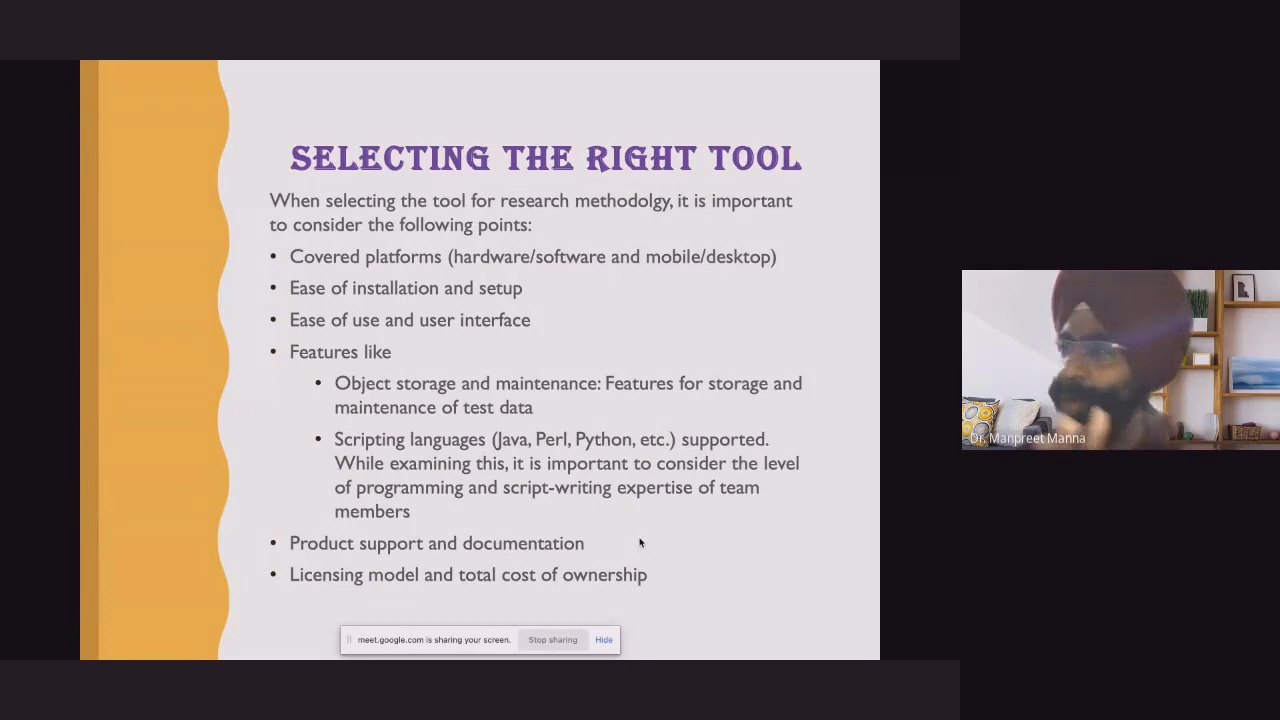 SELECTING THE RIGHT TOOL
When selecting the tool for research methodolgy, it is important
to consider the following points:
• Covered platforms (hardware/software and mobile/desktop)
• Ease of installation and setup
• Ease of use and user interface
• Features like
• Object storage and maintenance: Features for storage and
maintenance of test data
• Scripting languages (Java, Perl, Python, etc.) supported.
While examining this, it is important to consider the level
of programming and script-writing expertise of team
members
• Product support and documentation
• Licensing model and total cost of ownership
meet.google.com is sharing your screen. Stop sharing Hide
Dr. Manpreet Manna